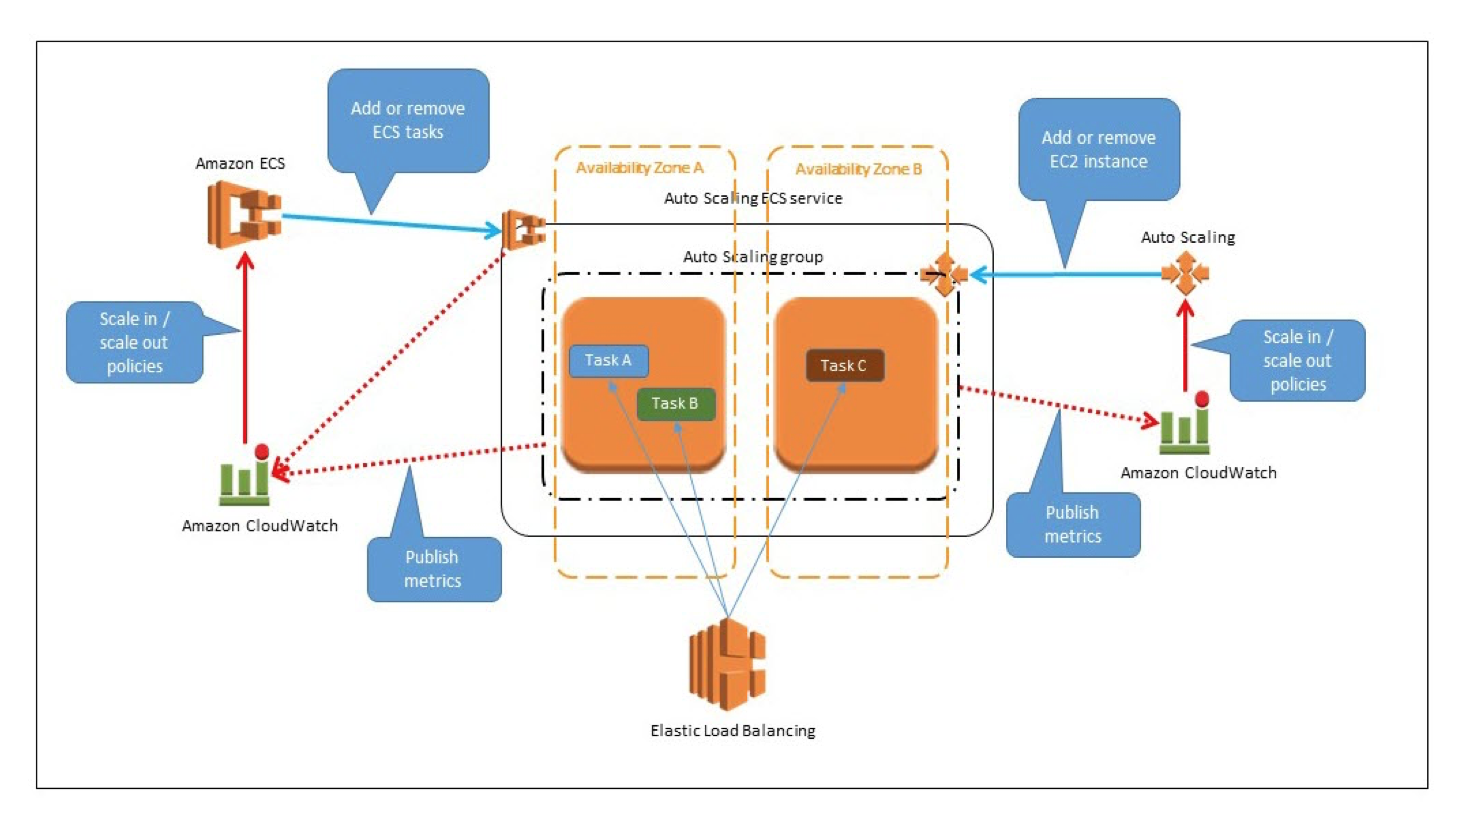 Add or remove
ECS tasks
Amazon ECS
Add or remove
EC2 instance
Availability Zone A
Availability Zone B
Auto Scaling ECS service
Auto Scaling
Auto Scaling group
Scale in /
scale out
policies
Scale in /
scale out
policies
Task A
Task B
Task C
Amazon CloudWatch
Amazon CloudWatch
Publish
metrics
Publish
metrics
Elastic Load Balancing